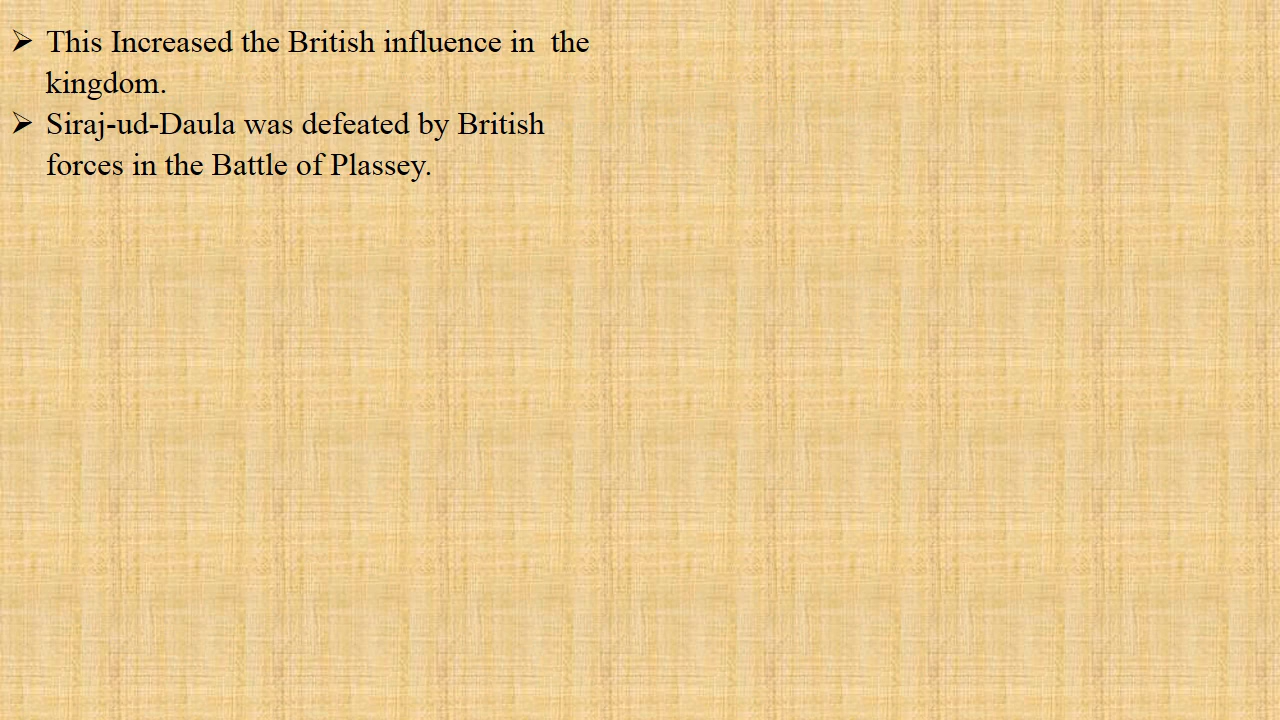 ➢ This Increased the British influence in  the
kingdom.
➢ Siraj-ud-Daula was defeated by British
forces in the Battle of Plassey.